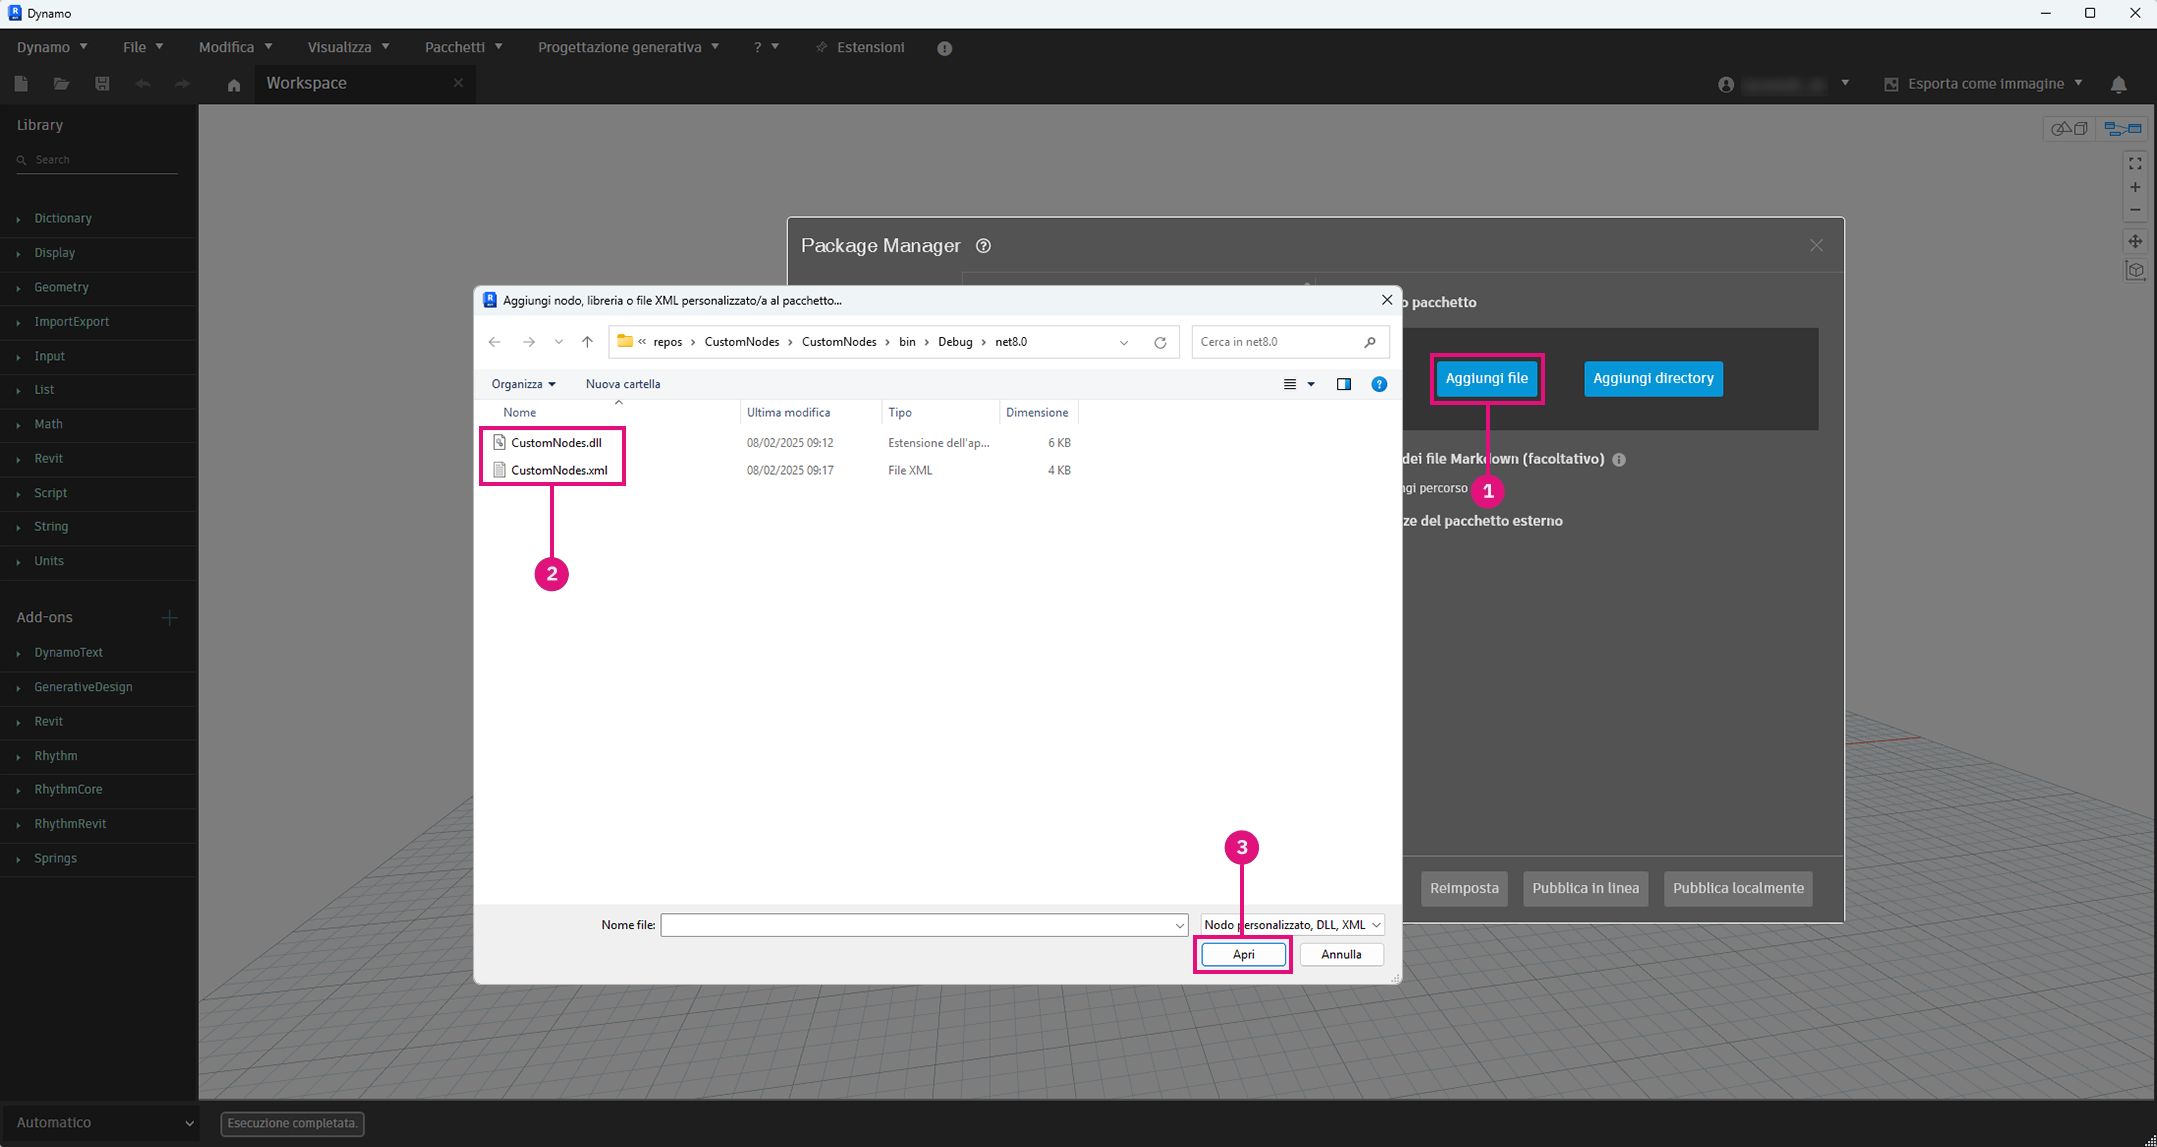 Dynamo
Dynamo File Modifica Visualizza Pacchetti Progettazione generativa ? Estensioni
Workspace
Esporta come immagine
Library
Search
Dictionary
Display
Geometry
ImportExport
Input
List
Math
Revit
Script
String
Units
Add-ons
DynamoText
GenerativeDesign
Revit
Rhythm
RhythmCore
RhythmRevit
Springs
Package Manager
o pacchetto
Aggiungi file
Aggiungi directory
dei file Markdown (facoltativo)
ngi percorso
1
ze del pacchetto esterno
Reimposta
Pubblica in linea
Pubblica localmente
Aggiungi nodo, libreria o file XML personalizzato/a al pacchetto...
« repos › CustomNodes › CustomNodes › bin › Debug › net8.0
Cerca in net8.0
Organizza
Nuova cartella
Nome Ultima modifica Tipo Dimensione
CustomNodes.dll 08/02/2025 09:12 Estensione dell'ap... 6 KB
CustomNodes.xml 08/02/2025 09:17 File XML 4 KB
2
3
Nome file:
Nodo personalizzato, DLL, XML
Apri
Annulla
Automatico
Esecuzione completata.